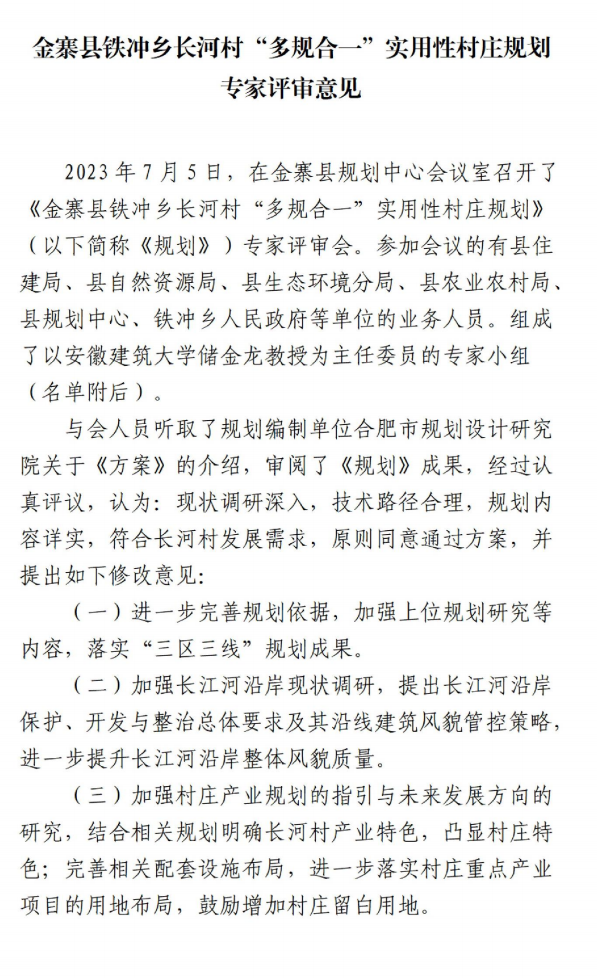 金寨县铁冲乡长河村“多规合一”实用性村庄规划
专家评审意见
2023 年 7 月 5 日，在金寨县规划中心会议室召开了
《金寨县铁冲乡长河村“多规合一”实用性村庄规划》
（以下简称《规划》）专家评审会。参加会议的有县住
建局、县自然资源局、县生态环境分局、县农业农村局、
县规划中心、铁冲乡人民政府等单位的业务人员。组成
了以安徽建筑大学储金龙教授为主任委员的专家小组
（名单附后）。
与会人员听取了规划编制单位合肥市规划设计研究
院关于《方案》的介绍，审阅了《规划》成果，经过认
真评议，认为：现状调研深入，技术路径合理，规划内
容详实，符合长河村发展需求，原则同意通过方案，并
提出如下修改意见：
（一）进一步完善规划依据，加强上位规划研究等
内容，落实“三区三线”规划成果。
（二）加强长江河沿岸现状调研，提出长江河沿岸
保护、开发与整治总体要求及其沿线建筑风貌管控策略，
进一步提升长江河沿岸整体风貌质量。
（三）加强村庄产业规划的指引与未来发展方向的
研究，结合相关规划明确长河村产业特色，凸显村庄特
色；完善相关配套设施布局，进一步落实村庄重点产业
项目的用地布局，鼓励增加村庄留白用地。